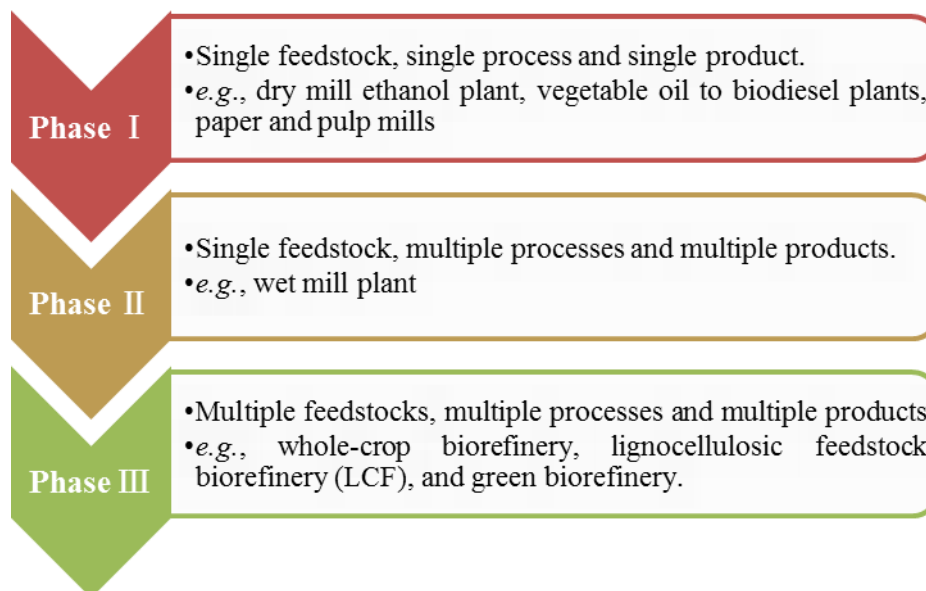 Phase Ⅰ
•Single feedstock, single process and single product.
•e.g., dry mill ethanol plant, vegetable oil to biodiesel plants,
paper and pulp mills
Phase Ⅱ
•Single feedstock, multiple processes and multiple products.
•e.g., wet mill plant
Phase Ⅲ
•Multiple feedstocks, multiple processes and multiple products
•e.g., whole-crop biorefinery, lignocellulosic feedstock
biorefinery (LCF), and green biorefinery.